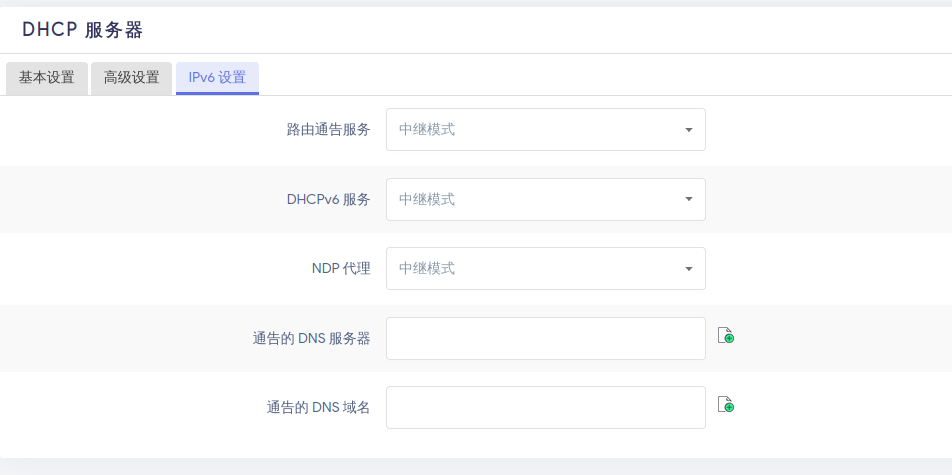 DHCP 服务器
基本设置 高级设置 IPv6 设置
路由通告服务 中继模式
DHCPv6 服务 中继模式
NDP 代理 中继模式
通告的 DNS 服务器
通告的 DNS 域名